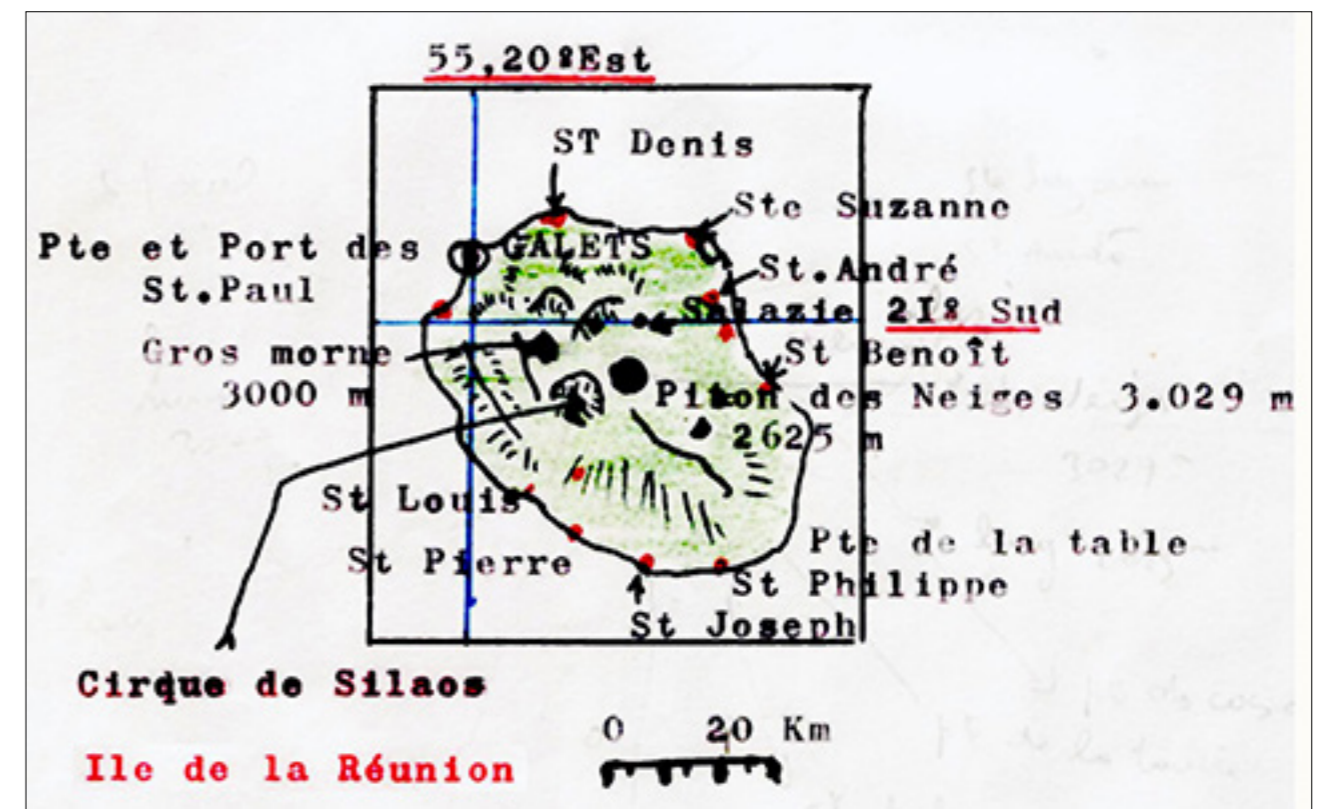 55,20°Est
ST Denis
Ste Suzanne
Pte et Port des GALETS
St.André
St.Paul
Salazie 21° Sud
Gros morne
St Benoît
3000 m
Piton des Neiges 3.029 m
2625 m
St Louis
Pte de la table
St Pierre
St Philippe
St Joseph
Cirque de Silaos
0 20 Km
Ile de la Réunion